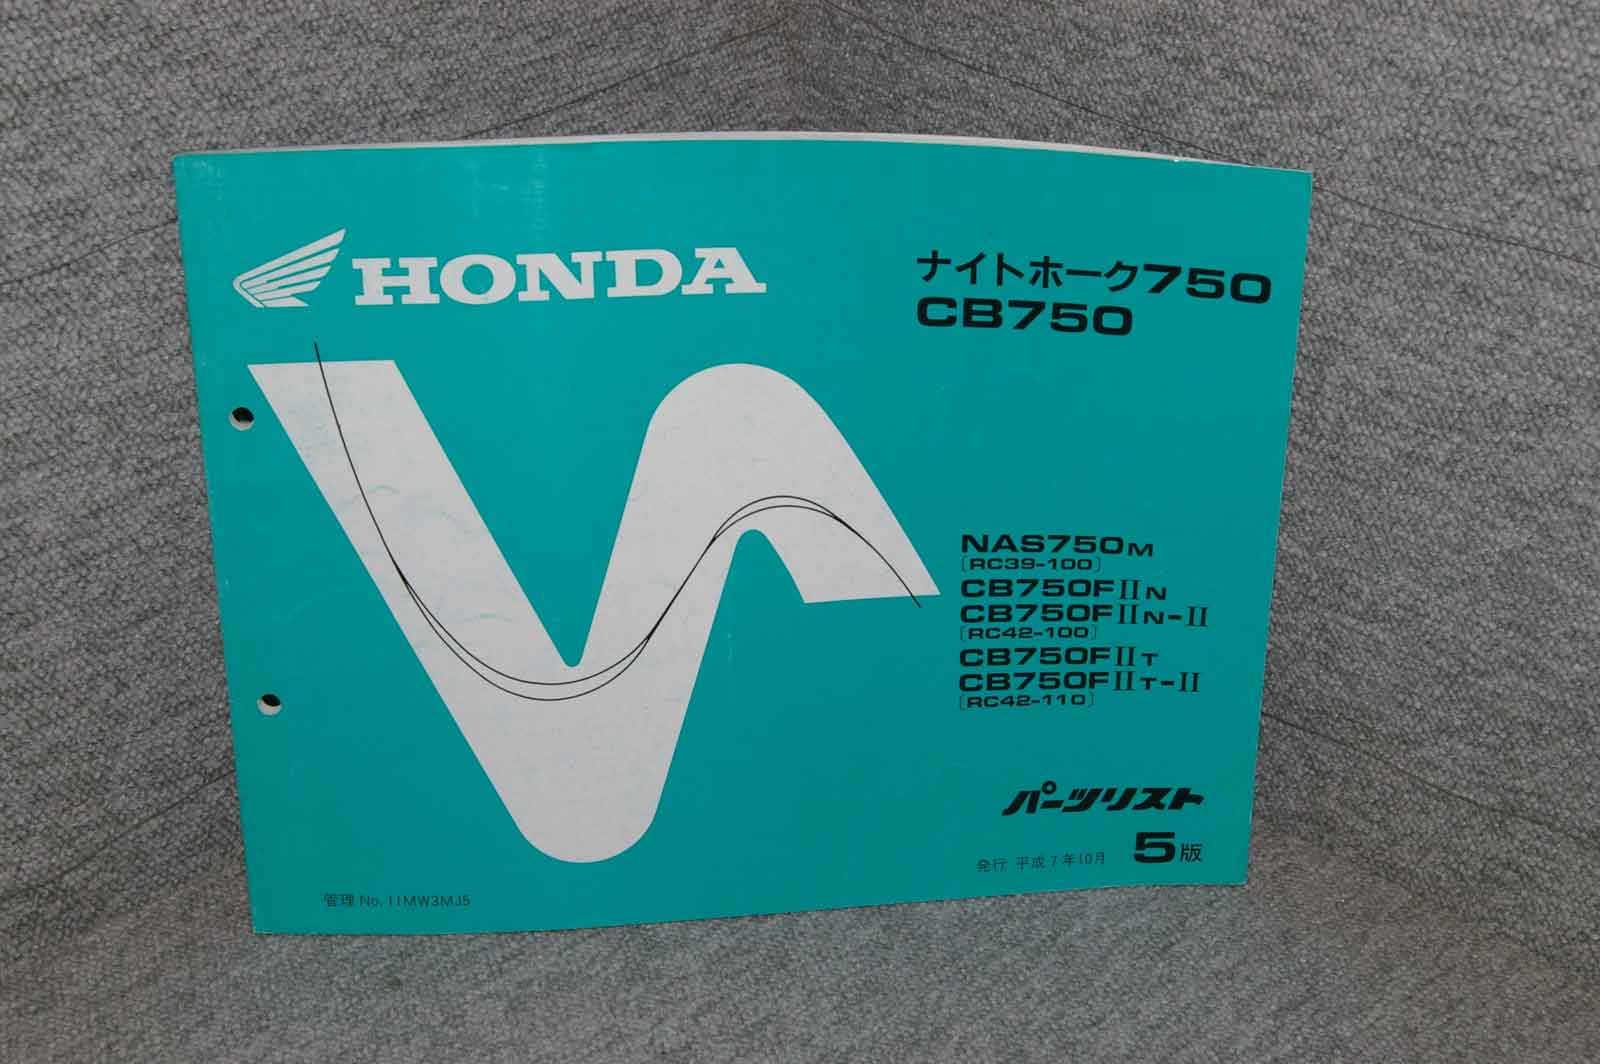 HONDA
ナイトホーク750
CB750
NAS750M
[RC39-100]
CB750FⅡN
CB750FⅡN-Ⅱ
[RC42-100]
CB750FⅡT
CB750FⅡT-Ⅱ
[RC42-110]
パーツリスト
発行 平成7年10月 5版
管理 No. 11MW3MJ5